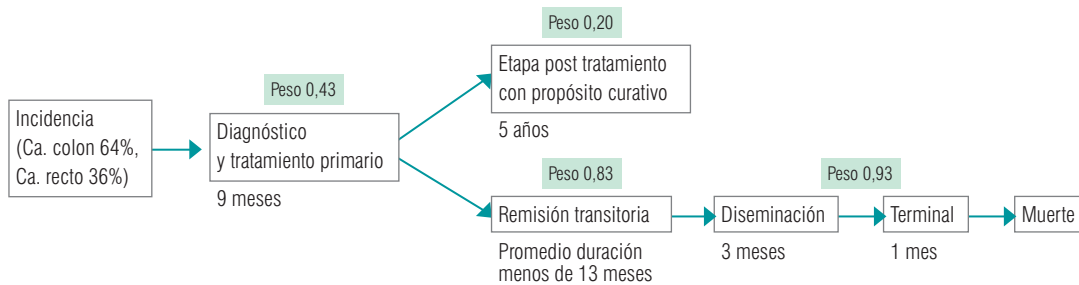 Incidencia
(Ca. colon 64%,
Ca. recto 36%)
Peso 0,43
Diagnóstico
y tratamiento primario
9 meses
Peso 0,20
Etapa post tratamiento
con propósito curativo
5 años
Peso 0,83
Remisión transitoria
Promedio duración
menos de 13 meses
Peso 0,93
Diseminación
3 meses
Terminal
1 mes
Muerte